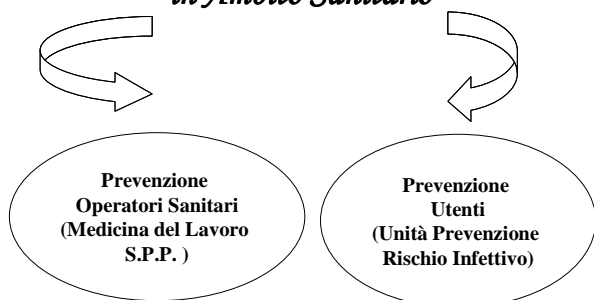 in Ambito Sanitario
Prevenzione
Operatori Sanitari
(Medicina del Lavoro
S.P.P. )
Prevenzione
Utenti
(Unità Prevenzione
Rischio Infettivo)